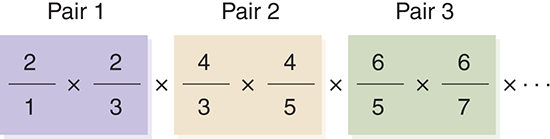 Pair 1 Pair 2 Pair 3
2 2 4 4 6 6
× × × × × × ···
1 3 3 5 5 7